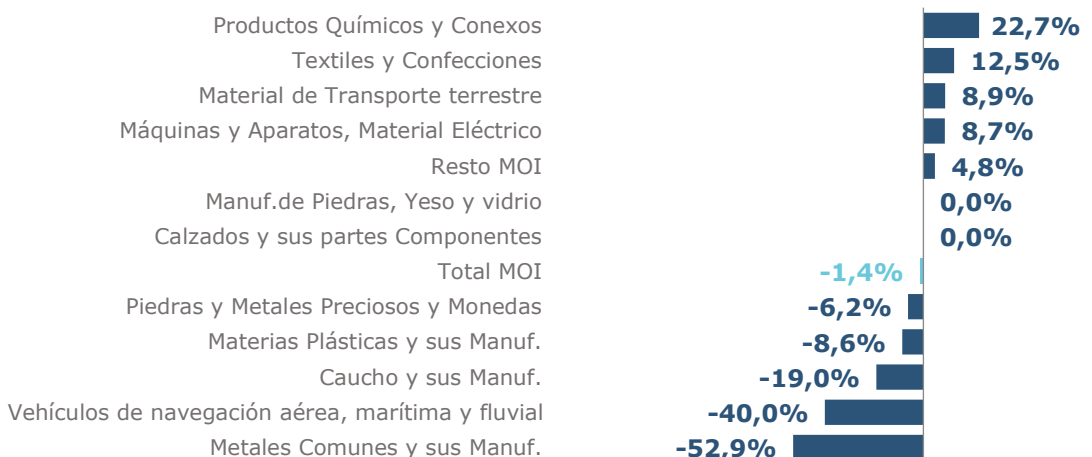 Productos Químicos y Conexos 22,7%
Textiles y Confecciones 12,5%
Material de Transporte terrestre 8,9%
Máquinas y Aparatos, Material Eléctrico 8,7%
Resto MOI 4,8%
Manuf.de Piedras, Yeso y vidrio 0,0%
Calzados y sus partes Componentes 0,0%
Total MOI -1,4%
Piedras y Metales Preciosos y Monedas -6,2%
Materias Plásticas y sus Manuf. -8,6%
Caucho y sus Manuf. -19,0%
Vehículos de navegación aérea, marítima y fluvial -40,0%
Metales Comunes y sus Manuf. -52,9%